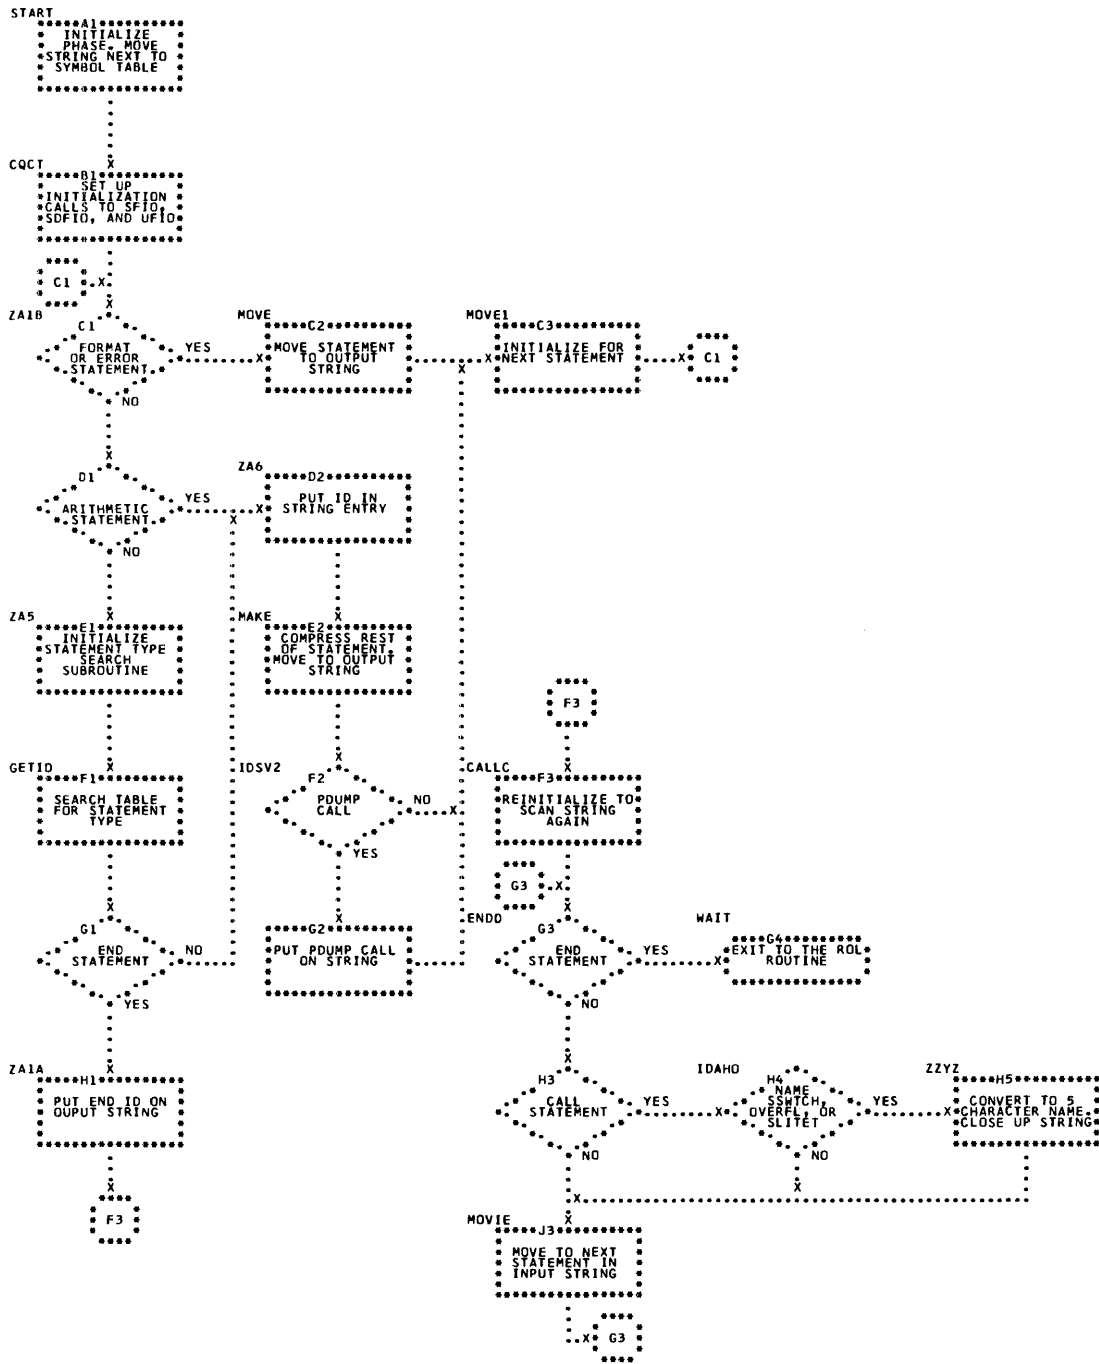 START
A1
INITIALIZE
PHASE. MOVE
STRING NEXT TO
SYMBOL TABLE
CQCT
B1
SET UP
INITIALIZATION
CALLS TO SFIO,
SDFIO, AND UFIO
C1
ZA1B
C1
FORMAT
OR ERROR
STATEMENT
YES
NO
MOVE
C2
MOVE STATEMENT
TO OUTPUT
STRING
MOVE1
C3
INITIALIZE FOR
NEXT STATEMENT
C1
D1
ARITHMETIC
STATEMENT
YES
NO
ZA6
D2
PUT ID IN
STRING ENTRY
ZA5
E1
INITIALIZE
STATEMENT TYPE
SEARCH
SUBROUTINE
MAKE
E2
COMPRESS REST
OF STATEMENT,
MOVE TO OUTPUT
STRING
F3
GETID
F1
SEARCH TABLE
FOR STATEMENT
TYPE
IDSV2
F2
PDUMP
CALL
NO
YES
CALLC
F3
REINITIALIZE TO
SCAN STRING
AGAIN
G3
G1
END
STATEMENT
NO
YES
G2
PUT PDUMP CALL
ON STRING
ENDD
G3
END
STATEMENT
YES
NO
WAIT
G4
EXIT TO THE ROL
ROUTINE
ZA1A
H1
PUT END ID ON
OUPUT STRING
F3
H3
CALL
STATEMENT
YES
NO
IDAHO
H4
NAME
SSWTCH,
OVERFL, OR
SLITET
YES
NO
ZZYZ
H5
CONVERT TO 5
CHARACTER NAME.
CLOSE UP STRING
MOVIE
J3
MOVE TO NEXT
STATEMENT IN
INPUT STRING
G3